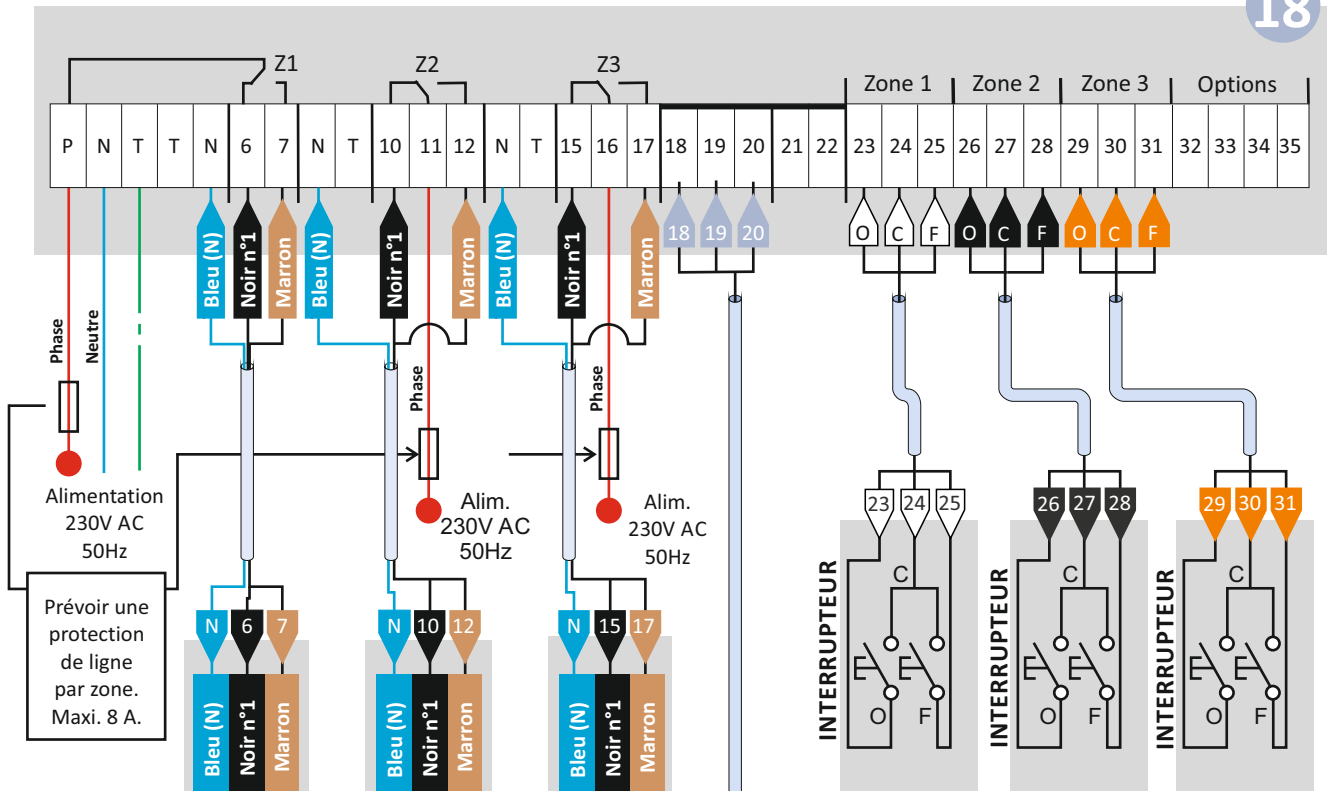 18
Z1 Z2 Z3
Zone 1 Zone 2 Zone 3 Options
P N T T N 6 7 N T 10 11 12 N T 15 16 17 18 19 20 21 22 23 24 25 26 27 28 29 30 31 32 33 34 35
Bleu (N) Noir n°1 Marron Bleu (N) Noir n°1 Marron Bleu (N) Noir n°1 Marron
18 19 20 O C F O C F O C F
Phase
Neutre
Phase
Phase
Alimentation
230V AC
50Hz
Alim.
230V AC
50Hz
Alim.
230V AC
50Hz
Prévoir une
protection
de ligne
par zone.
Maxi. 8 A.
N 6 7 N 10 12 N 15 17
Bleu (N) Noir n°1 Marron Bleu (N) Noir n°1 Marron Bleu (N) Noir n°1 Marron
23 24 25 26 27 28 29 30 31
INTERRUPTEUR
C
O F
INTERRUPTEUR
C
O F
INTERRUPTEUR
C
O F